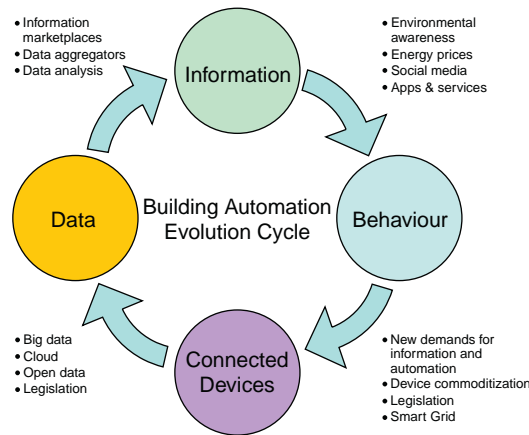 • Information
marketplaces
• Data aggregators
• Data analysis
• Environmental
awareness
• Energy prices
• Social media
• Apps & services
Information
Data
Building Automation
Evolution Cycle
Behaviour
• Big data
• Cloud
• Open data
• Legislation
Connected
Devices
• New demands for
information and
automation
• Device commoditization
• Legislation
• Smart Grid